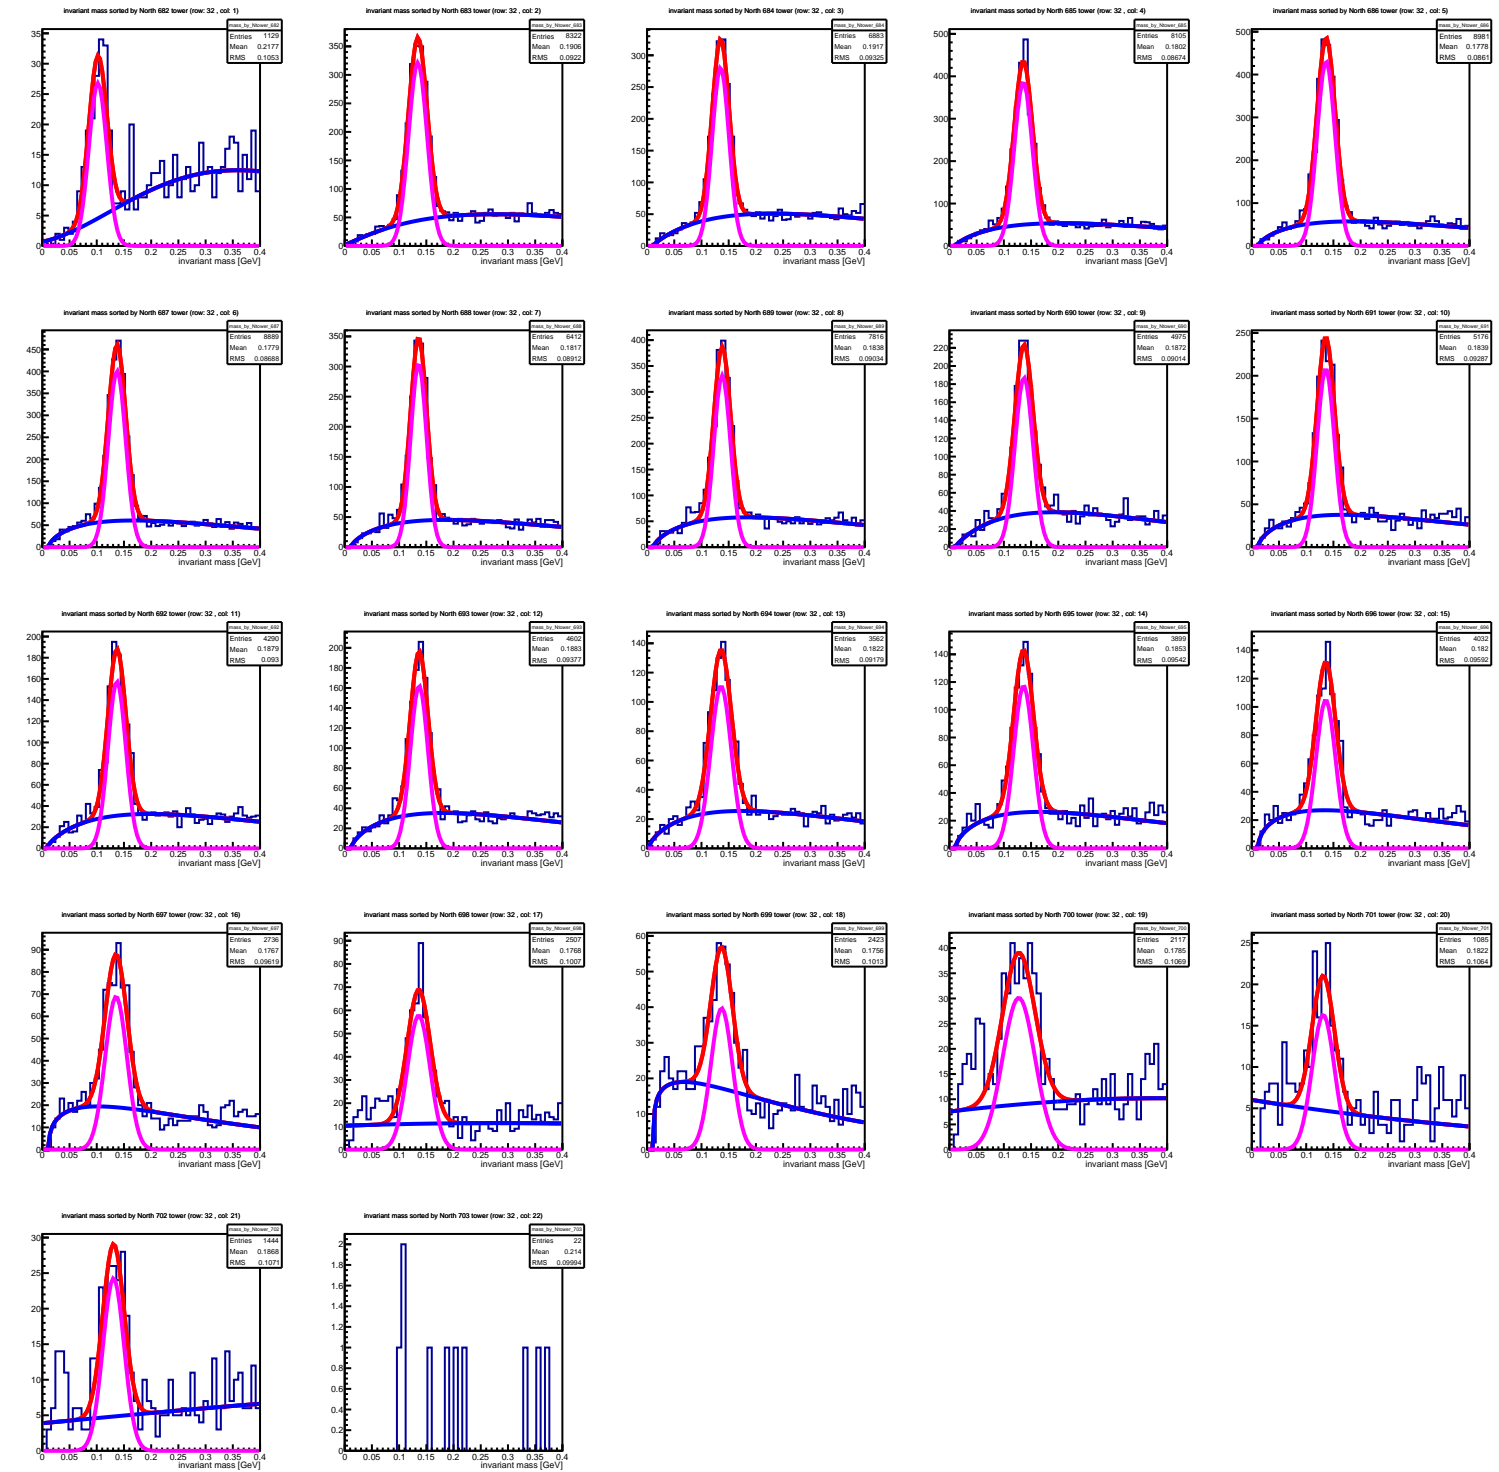 invariant mass sorted by North 682 tower (row: 32 , col: 1)
mass_by_Ntower_682
Entries 1129
Mean 0.2177
RMS 0.1053
invariant mass [GeV]
invariant mass sorted by North 683 tower (row: 32 , col: 2)
mass_by_Ntower_683
Entries 8322
Mean 0.1906
RMS 0.0922
invariant mass [GeV]
invariant mass sorted by North 684 tower (row: 32 , col: 3)
mass_by_Ntower_684
Entries 6883
Mean 0.1917
RMS 0.09325
invariant mass [GeV]
invariant mass sorted by North 685 tower (row: 32 , col: 4)
mass_by_Ntower_685
Entries 8105
Mean 0.1802
RMS 0.08674
invariant mass [GeV]
invariant mass sorted by North 686 tower (row: 32 , col: 5)
mass_by_Ntower_686
Entries 8981
Mean 0.1778
RMS 0.0861
invariant mass [GeV]
invariant mass sorted by North 687 tower (row: 32 , col: 6)
mass_by_Ntower_687
Entries 8889
Mean 0.1779
RMS 0.08688
invariant mass [GeV]
invariant mass sorted by North 688 tower (row: 32 , col: 7)
mass_by_Ntower_688
Entries 6412
Mean 0.1817
RMS 0.08912
invariant mass [GeV]
invariant mass sorted by North 689 tower (row: 32 , col: 8)
mass_by_Ntower_689
Entries 7816
Mean 0.1838
RMS 0.09034
invariant mass [GeV]
invariant mass sorted by North 690 tower (row: 32 , col: 9)
mass_by_Ntower_690
Entries 4975
Mean 0.1872
RMS 0.09014
invariant mass [GeV]
invariant mass sorted by North 691 tower (row: 32 , col: 10)
mass_by_Ntower_691
Entries 5176
Mean 0.1839
RMS 0.09287
invariant mass [GeV]
invariant mass sorted by North 692 tower (row: 32 , col: 11)
mass_by_Ntower_692
Entries 4290
Mean 0.1879
RMS 0.093
invariant mass [GeV]
invariant mass sorted by North 693 tower (row: 32 , col: 12)
mass_by_Ntower_693
Entries 4602
Mean 0.1883
RMS 0.09377
invariant mass [GeV]
invariant mass sorted by North 694 tower (row: 32 , col: 13)
mass_by_Ntower_694
Entries 3562
Mean 0.1822
RMS 0.09179
invariant mass [GeV]
invariant mass sorted by North 695 tower (row: 32 , col: 14)
mass_by_Ntower_695
Entries 3899
Mean 0.1853
RMS 0.09542
invariant mass [GeV]
invariant mass sorted by North 696 tower (row: 32 , col: 15)
mass_by_Ntower_696
Entries 4032
Mean 0.182
RMS 0.09592
invariant mass [GeV]
invariant mass sorted by North 697 tower (row: 32 , col: 16)
mass_by_Ntower_697
Entries 2736
Mean 0.1767
RMS 0.09619
invariant mass [GeV]
invariant mass sorted by North 698 tower (row: 32 , col: 17)
mass_by_Ntower_698
Entries 2507
Mean 0.1768
RMS 0.1007
invariant mass [GeV]
invariant mass sorted by North 699 tower (row: 32 , col: 18)
mass_by_Ntower_699
Entries 2423
Mean 0.1756
RMS 0.1013
invariant mass [GeV]
invariant mass sorted by North 700 tower (row: 32 , col: 19)
mass_by_Ntower_700
Entries 2117
Mean 0.1785
RMS 0.1069
invariant mass [GeV]
invariant mass sorted by North 701 tower (row: 32 , col: 20)
mass_by_Ntower_701
Entries 1085
Mean 0.1822
RMS 0.1064
invariant mass [GeV]
invariant mass sorted by North 702 tower (row: 32 , col: 21)
mass_by_Ntower_702
Entries 1444
Mean 0.1868
RMS 0.1071
invariant mass [GeV]
invariant mass sorted by North 703 tower (row: 32 , col: 22)
mass_by_Ntower_703
Entries 22
Mean 0.214
RMS 0.09994
invariant mass [GeV]